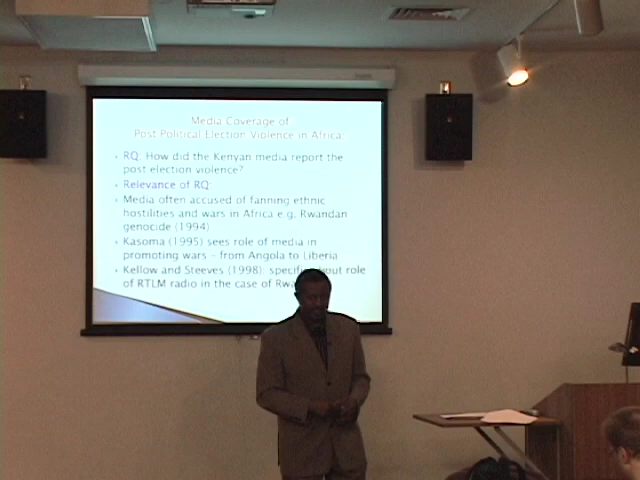 Media Coverage of
Post Political Election Violence in Africa:
RQ: How did the Kenyan media report the
post election violence?
Relevance of RQ:
Media often accused of fanning ethnic
hostilities and wars in Africa e.g. Rwandan
genocide (1994)
Kasoma (1995) sees role of media in
promoting wars – from Angola to Liberia
Kellow and Steeves (1998), role
of RTLM radio in the case of